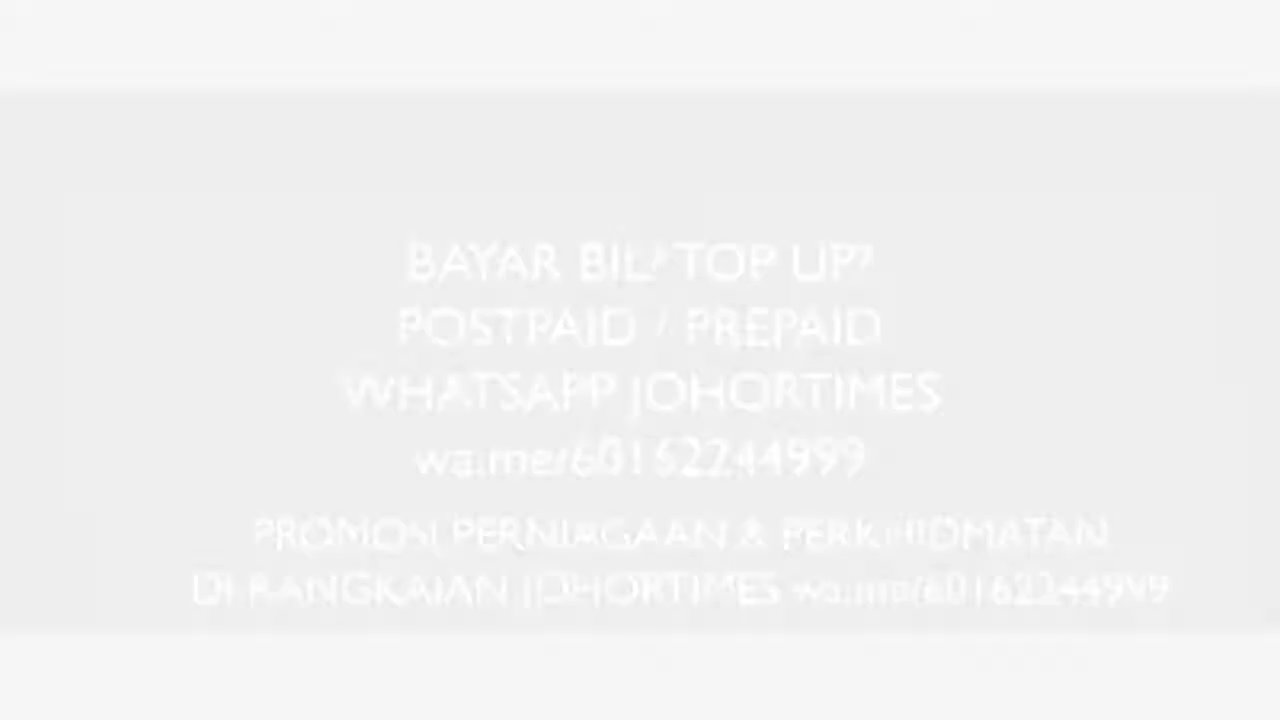 BAYAR BIL? TOP UP?
POSTPAID / PREPAID
WHATSAPP JOHORTIMES
wa.me/60162244999
PROMOSI PERNIAGAAN & PERKHIDMATAN
DI RANGKAIAN JOHORTIMES wa.me/60162244999